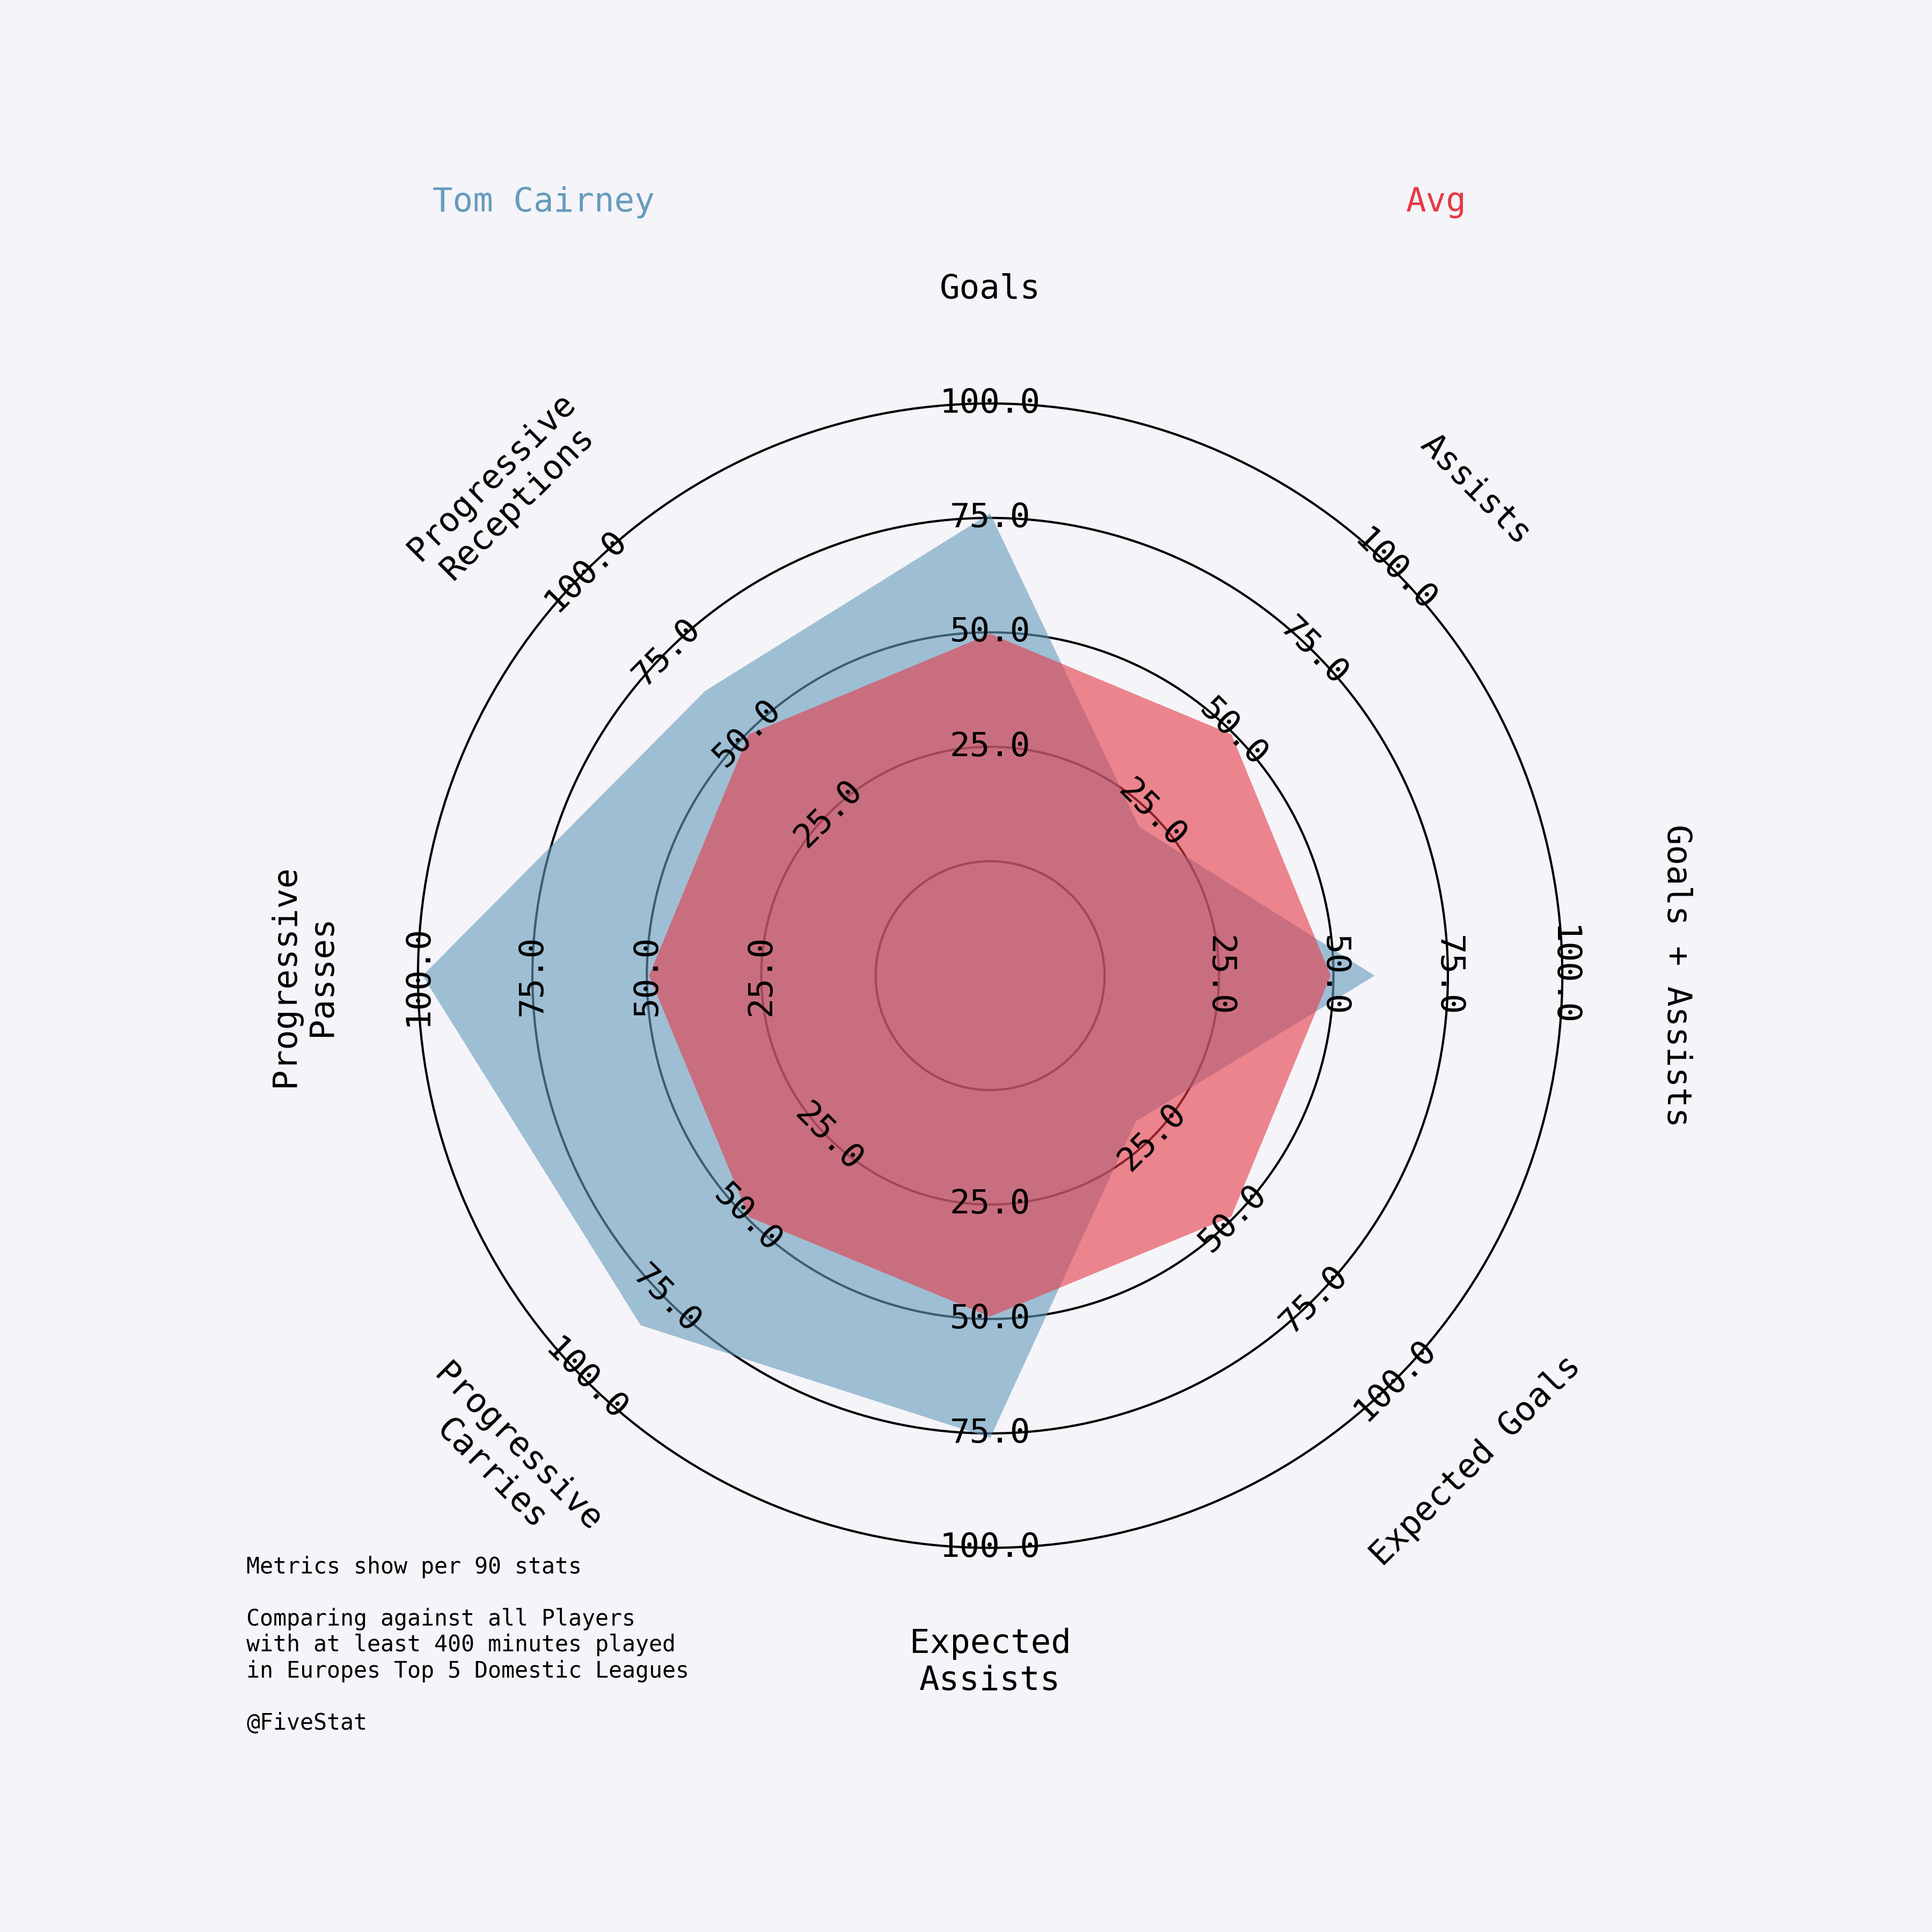 Tom Cairney
Avg
Goals
Assists
Goals + Assists
Expected Goals
Expected
Assists
Progressive
Carries
Progressive
Passes
Progressive
Receptions
25.0
50.0
75.0
100.0
25.0
50.0
75.0
100.0
25.0
50.0
75.0
100.0
25.0
50.0
75.0
100.0
25.0
50.0
75.0
100.0
25.0
50.0
75.0
100.0
25.0
50.0
75.0
100.0
25.0
50.0
75.0
100.0
Metrics show per 90 stats
Comparing against all Players
with at least 400 minutes played
in Europes Top 5 Domestic Leagues
@FiveStat